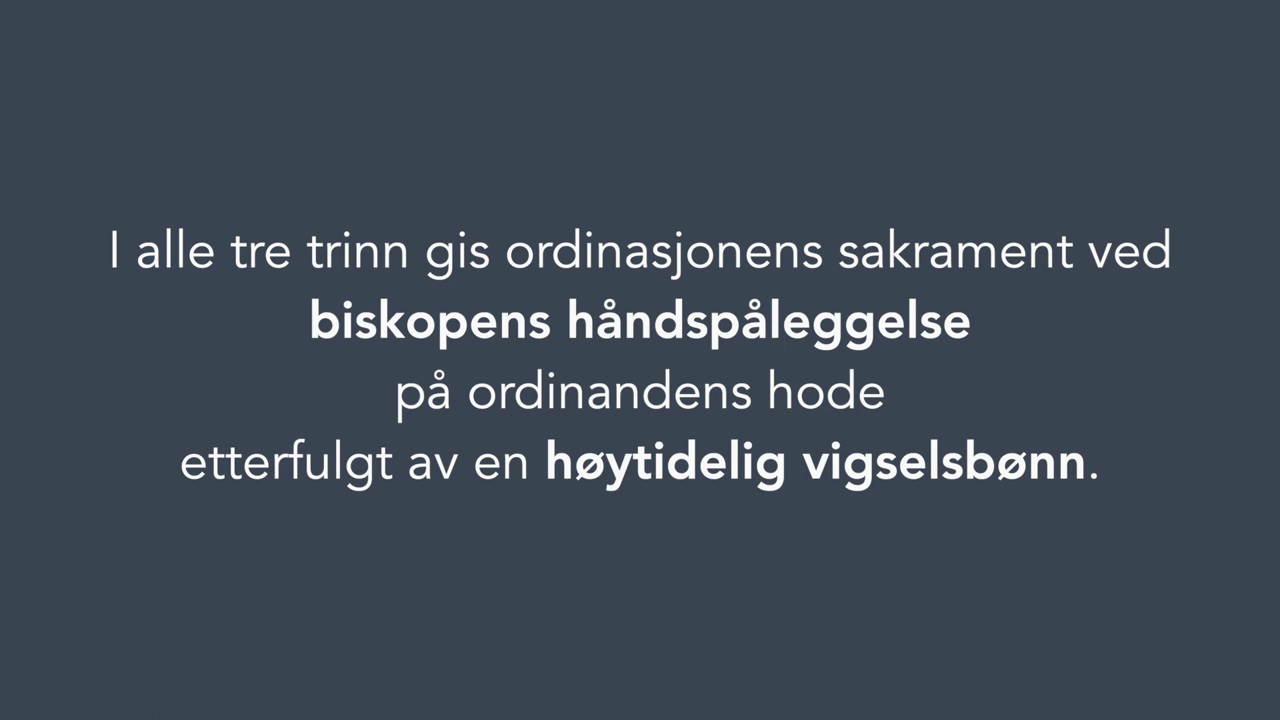 I alle tre trinn gis ordinasjonens sakrament ved
biskopens håndspåleggelse
på ordinandens hode
etterfulgt av en høytidelig vigselsbønn.